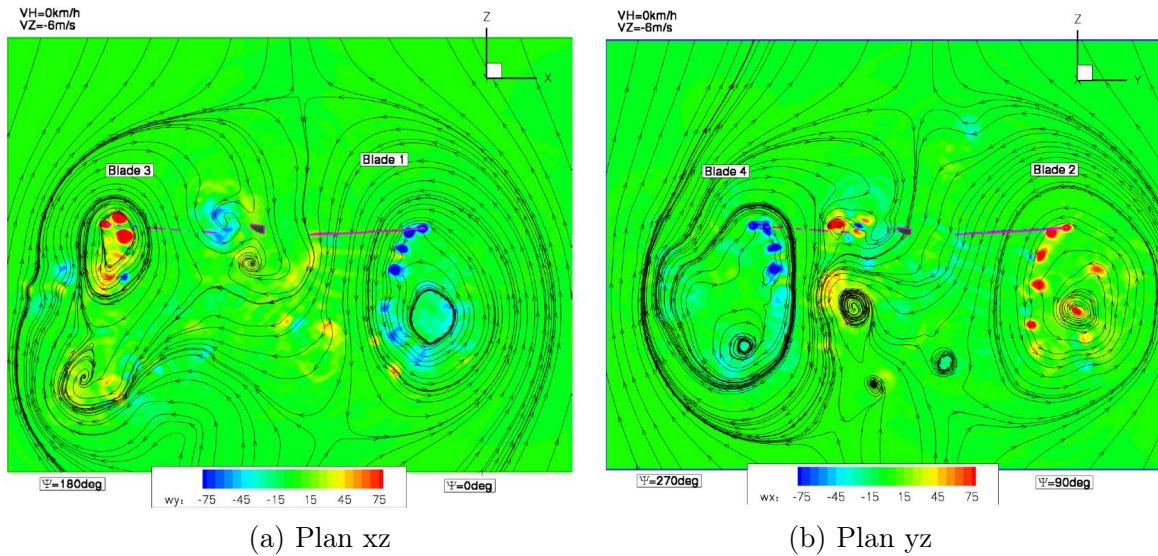 VH=0km/h
VZ=-6m/s
Z
X
Blade 3
Blade 1
Ψ=180deg
Ψ=0deg
wy: -75 -45 -15 15 45 75
(a) Plan xz
VH=0km/h
VZ=-6m/s
Z
X
Y
Blade 4
Blade 2
Ψ=270deg
Ψ=90deg
wx: -75 -45 -15 15 45 75
(b) Plan yz